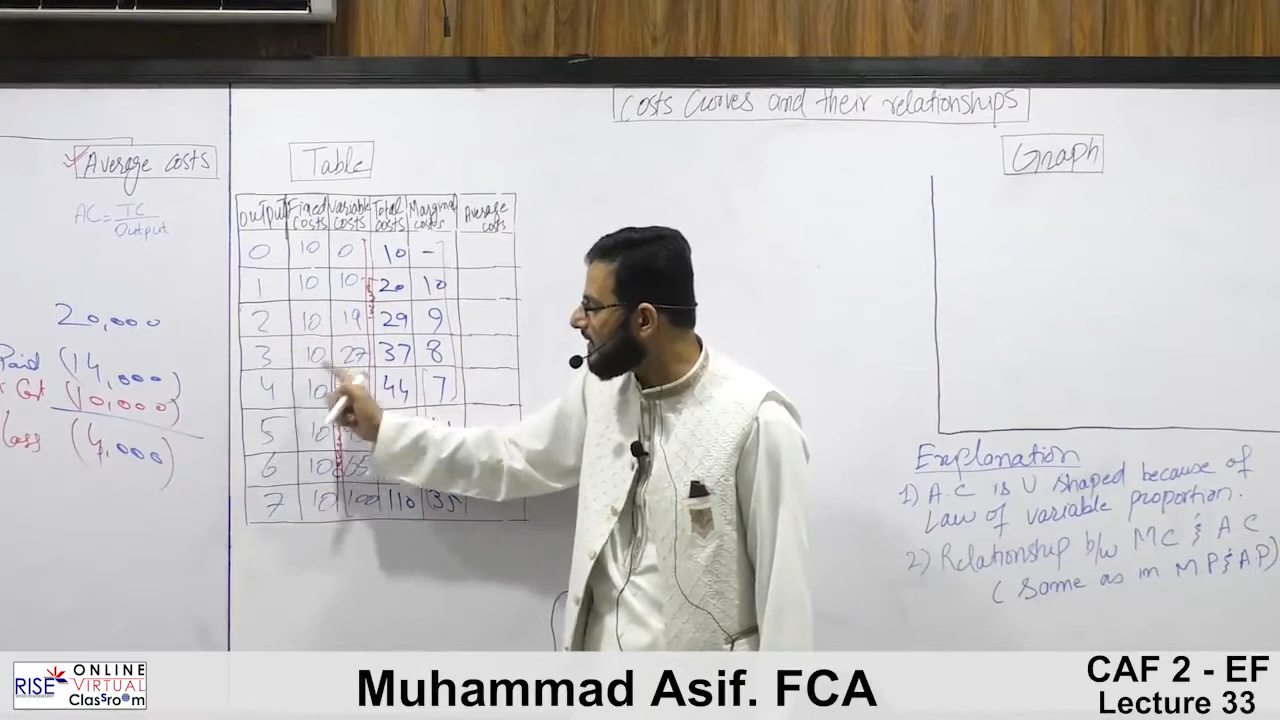 Costs Curves and their relationships
✓ Average costs
AC = TC / Output
20,000
Paid (14,000)
Cost (10,000)
Loss (4,000)
Table
Output Fixed Costs Variable Costs Total Costs Marginal costs Average costs
0 10 0 10 -
1 10 10 20 10
2 10 19 29 9
3 10 27 37 8
4 10 44 (7)
5 10
6 10 65
7 10 100 110 35
Graph
Explanation
1) A C is U shaped because of
Law of variable proportion.
2) Relationship b/w MC & AC
(Same as in MP & AP)
RISE ONLINE
VIRTUAL
Classroom
Muhammad Asif. FCA
CAF 2 - EF
Lecture 33